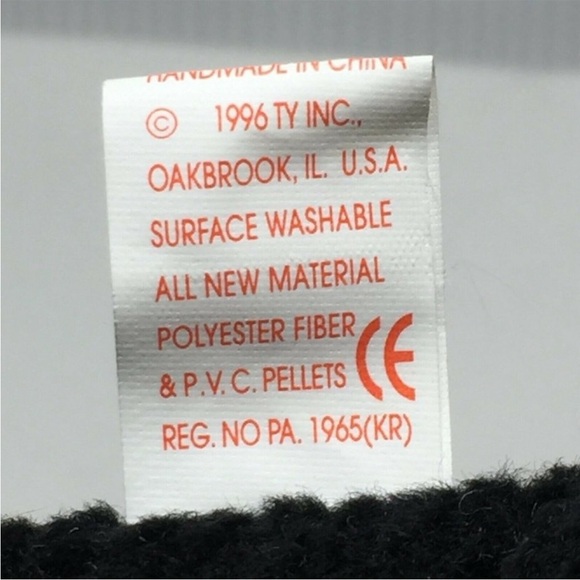 HANDMADE IN CHINA
© 1996 TY INC.,
OAKBROOK, IL. U.S.A.
SURFACE WASHABLE
ALL NEW MATERIAL
POLYESTER FIBER
& P.V.C. PELLETS CE
REG. NO PA. 1965(KR)